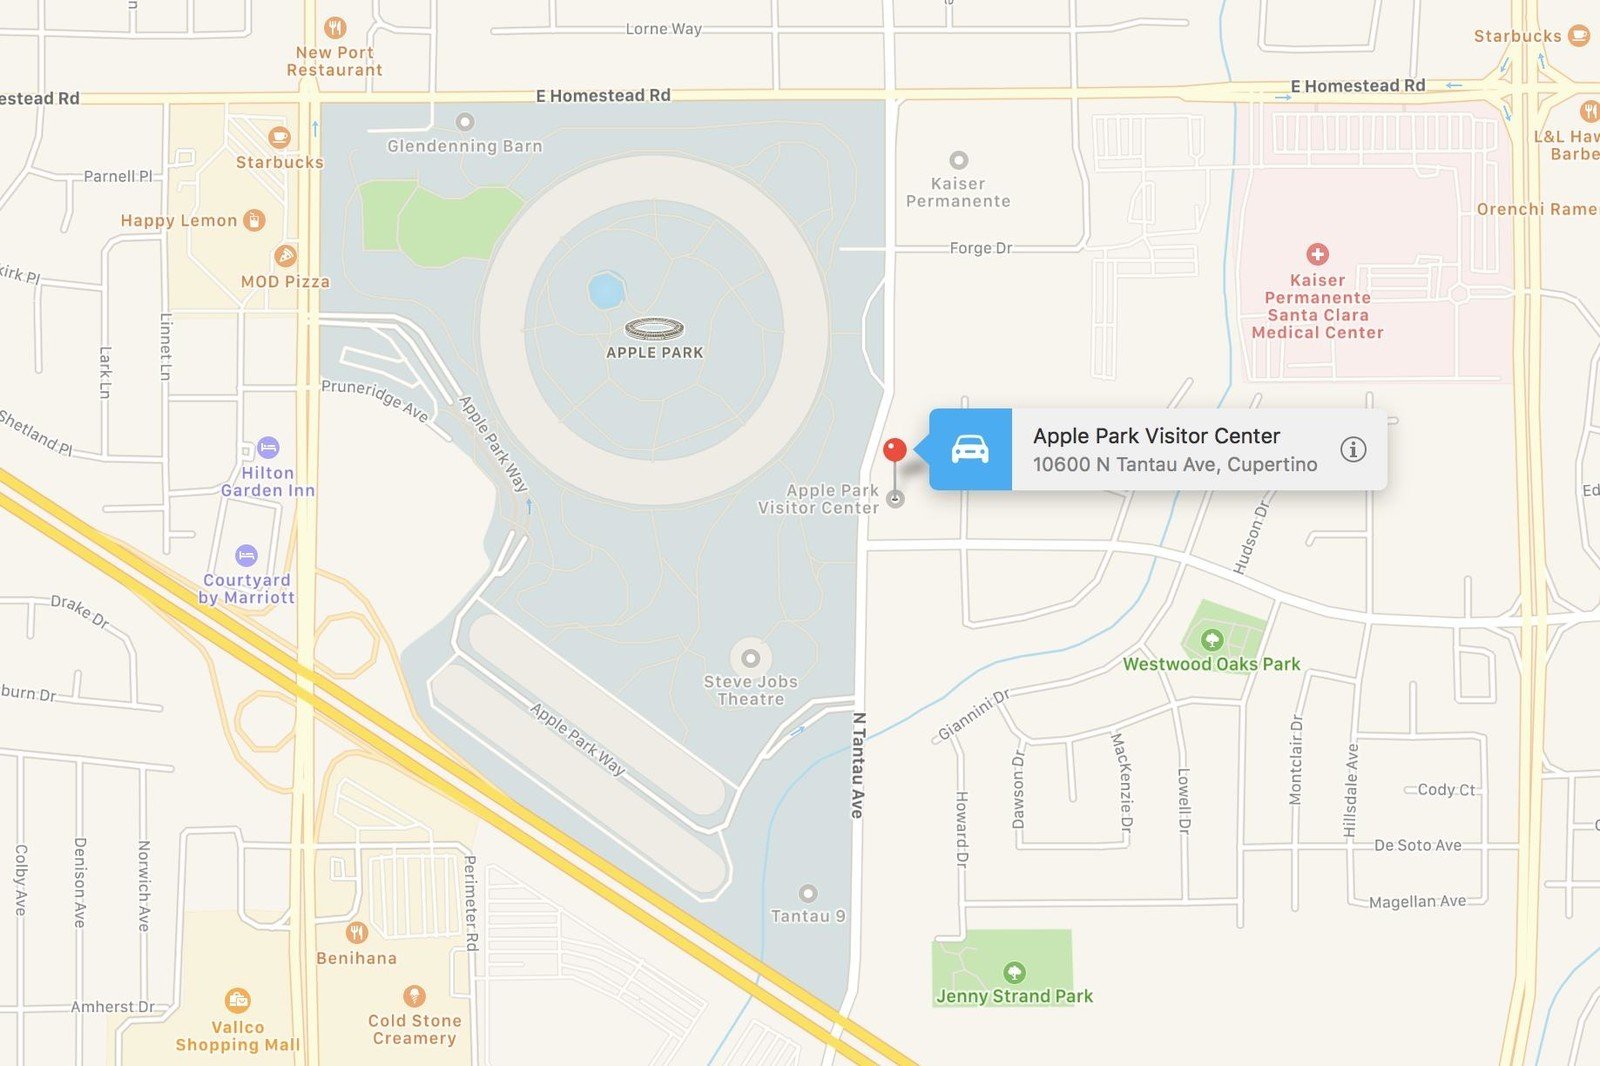 Lorne Way
Starbucks
New Port
Restaurant
E Homestead Rd
E Homestead Rd
estead Rd
Glendenning Barn
Starbucks
L&L Haw
Barbe
Parnell Pl
Kaiser
Permanente
Happy Lemon
Orenchi Rame
Forge Dr
kirk Pl
MOD Pizza
Kaiser
Permanente
Santa Clara
Medical Center
Linnet Ln
Lark Ln
APPLE PARK
Pruneridge Ave
Apple Park Way
Shetland Pl
Apple Park Visitor Center
10600 N Tantau Ave, Cupertino
Hilton
Garden Inn
Apple Park
Visitor Center
Ed
Hudson Dr
Courtyard
by Marriott
Drake Dr
Westwood Oaks Park
Steve Jobs
Theatre
burn Dr
Giannini Dr
Apple Park Way
N Tantau Ave
Dawson Dr
MacKenzie Dr
Lowell Dr
Montclair Dr
Hillsdale Ave
Howard Dr
Cody Ct
De Soto Ave
Colby Ave
Denison Ave
Norwich Ave
Perimeter Rd
Magellan Ave
Tantau 9
Benihana
Jenny Strand Park
Amherst Dr
Vallco
Shopping Mall
Cold Stone
Creamery